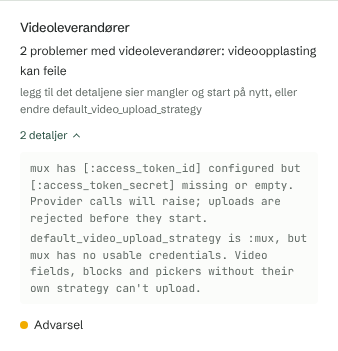 Videoleverandører
2 problemer med videoleverandører: videoopplasting
kan feile
legg til det detaljene sier mangler og start på nytt, eller
endre default_video_upload_strategy
2 detaljer
mux has [:access_token_id] configured but
[:access_token_secret] missing or empty.
Provider calls will raise; uploads are
rejected before they start.
default_video_upload_strategy is :mux, but
mux has no usable credentials. Video
fields, blocks and pickers without their
own strategy can't upload.
Advarsel